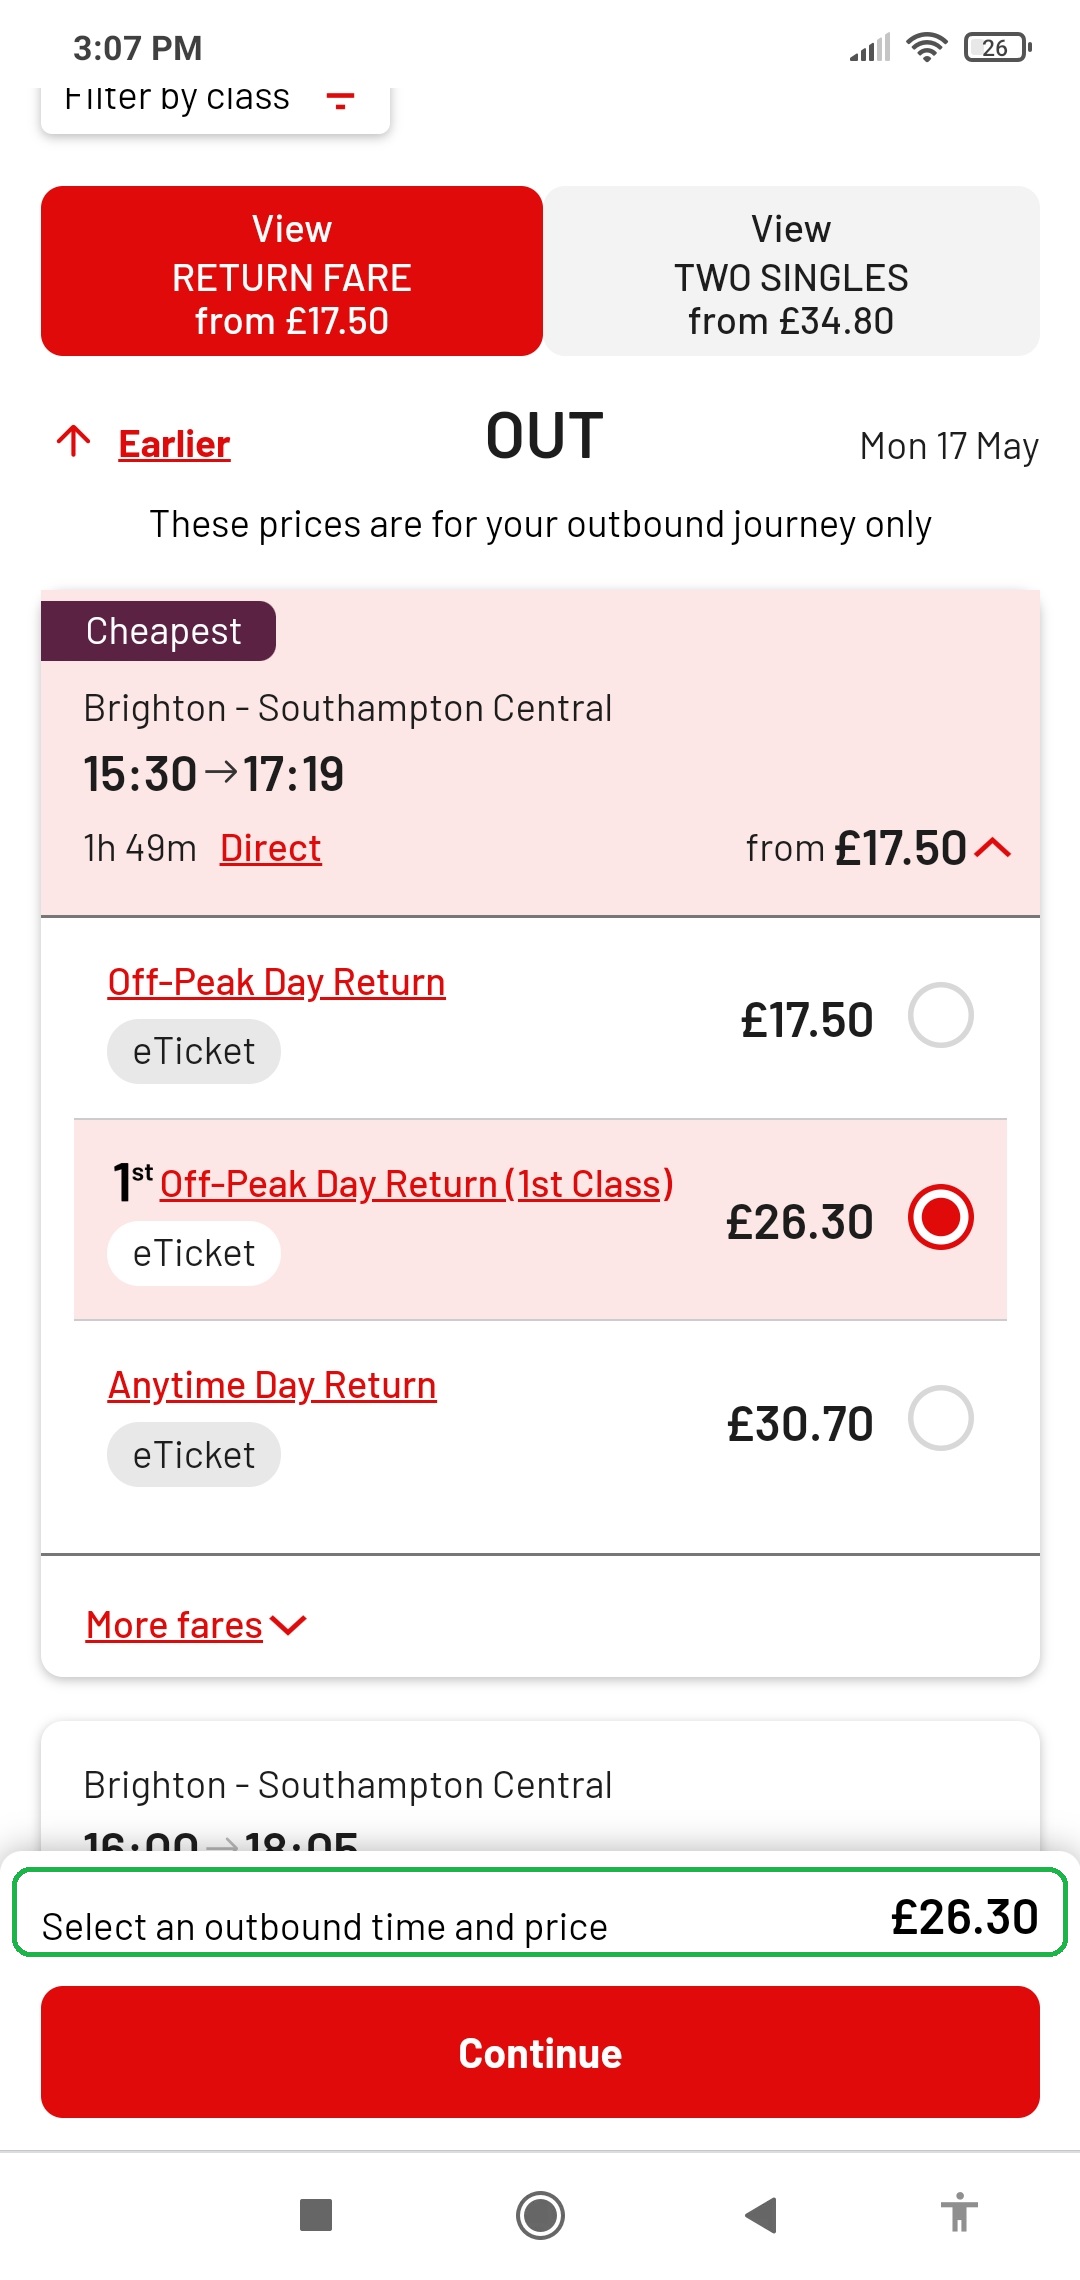 3:07 PM
26
Filter by class
View
RETURN FARE
from £17.50
View
TWO SINGLES
from £34.80
Earlier
OUT
Mon 17 May
These prices are for your outbound journey only
Cheapest
Brighton - Southampton Central
15:30→17:19
1h 49m Direct
from £17.50
Off-Peak Day Return
eTicket
£17.50
1st Off-Peak Day Return (1st Class)
eTicket
£26.30
Anytime Day Return
eTicket
£30.70
More fares
Brighton - Southampton Central
16:00→18:05
Select an outbound time and price
£26.30
Continue